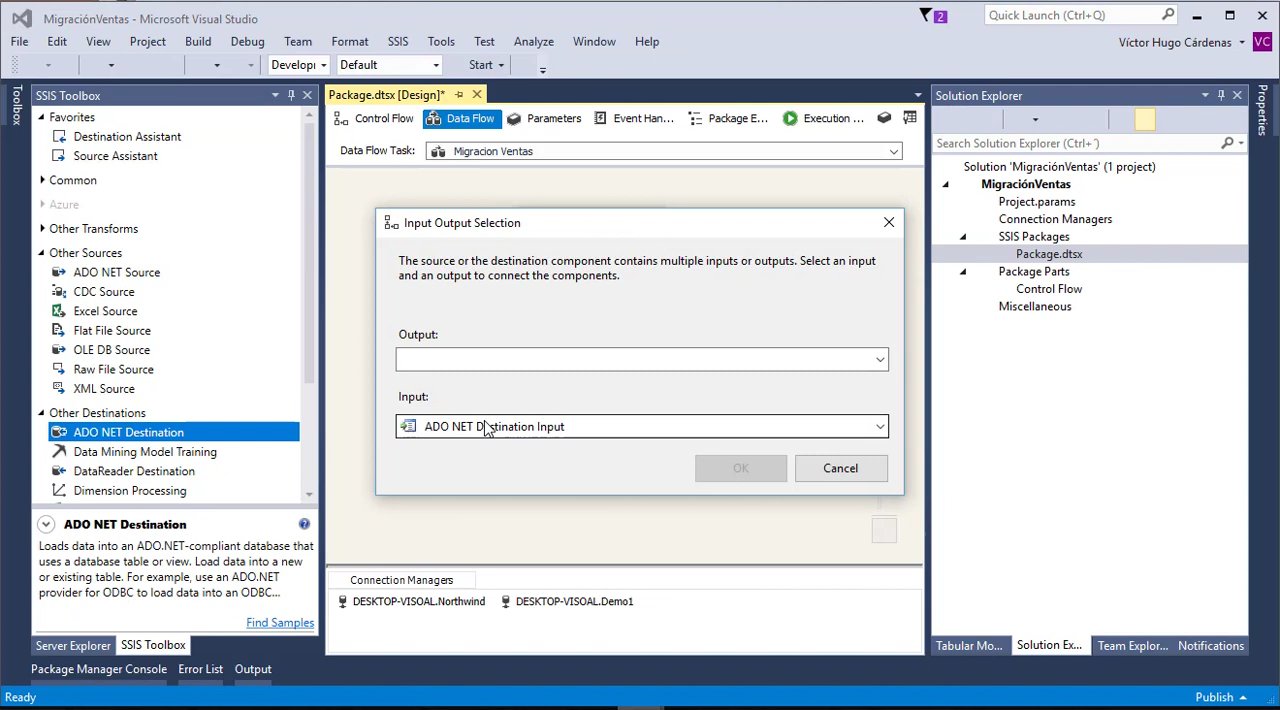 MigraciónVentas - Microsoft Visual Studio
2
Quick Launch (Ctrl+Q)
File Edit View Project Build Debug Team Format SSIS Tools Test Analyze Window Help
Víctor Hugo Cárdenas
VC
Developi
Default
Start
Toolbox
SSIS Toolbox
Favorites
Destination Assistant
Source Assistant
Common
Azure
Other Transforms
Other Sources
ADO NET Source
CDC Source
Excel Source
Flat File Source
OLE DB Source
Raw File Source
XML Source
Other Destinations
ADO NET Destination
Data Mining Model Training
DataReader Destination
Dimension Processing
ADO NET Destination
Loads data into an ADO.NET-compliant database that
uses a database table or view. Load data into a new
or existing table. For example, use an ADO.NET
provider for ODBC to load data into an ODBC...
Find Samples
Server Explorer
SSIS Toolbox
Package.dtsx [Design]*
Control Flow
Data Flow
Parameters
Event Han...
Package E...
Execution ...
Data Flow Task:
Migracion Ventas
Input Output Selection
The source or the destination component contains multiple inputs or outputs. Select an input
and an output to connect the components.
Output:
Input:
ADO NET Destination Input
OK
Cancel
Connection Managers
DESKTOP-VISOAL.Northwind
DESKTOP-VISOAL.Demo1
Solution Explorer
Search Solution Explorer (Ctrl+´)
Solution 'MigraciónVentas' (1 project)
MigraciónVentas
Project.params
Connection Managers
SSIS Packages
Package.dtsx
Package Parts
Control Flow
Miscellaneous
Tabular Mo...
Solution Ex...
Team Explor...
Notifications
Properties
Package Manager Console
Error List
Output
Ready
Publish